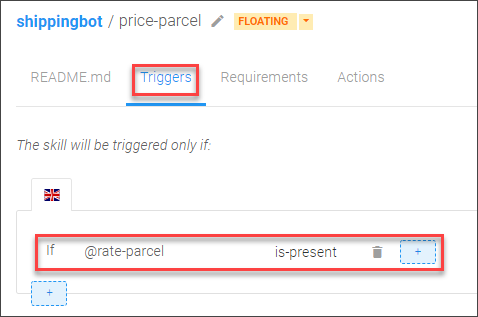 shippingbot / price-parcel FLOATING
README.md Triggers Requirements Actions
The skill will be triggered only if:
If @rate-parcel is-present +
+